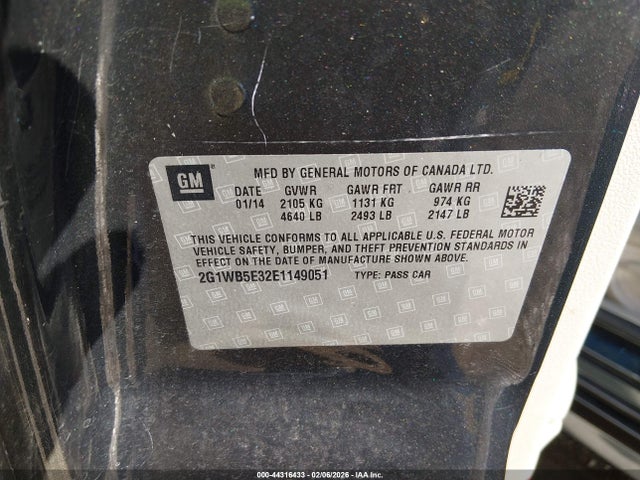 GM
MFD BY GENERAL MOTORS OF CANADA LTD.
DATE GVWR GAWR FRT GAWR RR
01/14 2105 KG 1131 KG 974 KG
4640 LB 2493 LB 2147 LB
THIS VEHICLE CONFORMS TO ALL APPLICABLE U.S. FEDERAL MOTOR
VEHICLE SAFETY, BUMPER, AND THEFT PREVENTION STANDARDS IN
EFFECT ON THE DATE OF MANUFACTURE SHOWN ABOVE.
2G1WB5E32E1149051 TYPE: PASS CAR
000-44316433 - 02/06/2026 - IAA Inc.